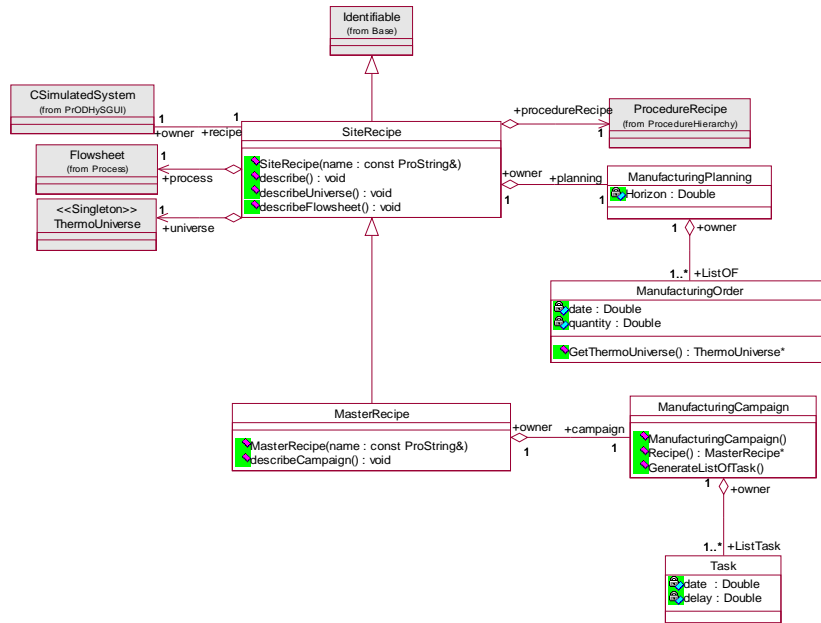 Identifiable
(from Base)
CSimulatedSystem
(from PrODHySGUI)
1
+owner
1
+recipe
Flowsheet
(from Process)
1
+process
<<Singleton>>
ThermoUniverse
1
+universe
SiteRecipe
SiteRecipe(name : const ProString&)
describe() : void
describeUniverse() : void
describeFlowsheet() : void
+procedureRecipe
1
ProcedureRecipe
(from ProcedureHierarchy)
+owner
1
+planning
1
ManufacturingPlanning
Horizon : Double
1
+owner
1..*
+ListOF
ManufacturingOrder
date : Double
quantity : Double
GetThermoUniverse() : ThermoUniverse*
MasterRecipe
MasterRecipe(name : const ProString&)
describeCampaign() : void
+owner
1
+campaign
1
ManufacturingCampaign
ManufacturingCampaign()
Recipe() : MasterRecipe*
GenerateListOfTask()
1
+owner
1..*
+ListTask
Task
date : Double
delay : Double